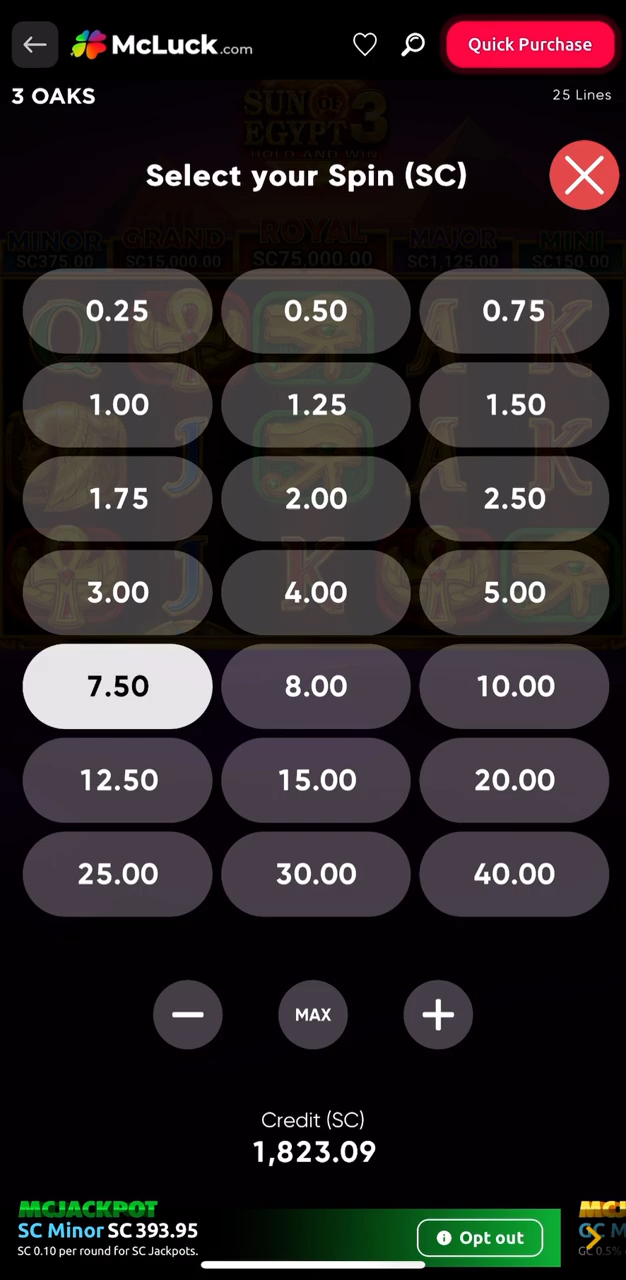 McLuck.com
Quick Purchase
3 OAKS
25 Lines
SUN OF
EGYPT 3
HOLD AND WIN
Select your Spin (SC)
MINOR GRAND ROYAL MAJOR MINI
SC375.00 SC15,000.00 SC75,000.00 SC1,125.00 SC150.00
0.25 0.50 0.75
1.00 1.25 1.50
1.75 2.00 2.50
3.00 4.00 5.00
7.50 8.00 10.00
12.50 15.00 20.00
25.00 30.00 40.00
MAX
Credit (SC)
1,823.09
MCJACKPOT
SC Minor SC 393.95
SC 0.10 per round for SC Jackpots.
Opt out